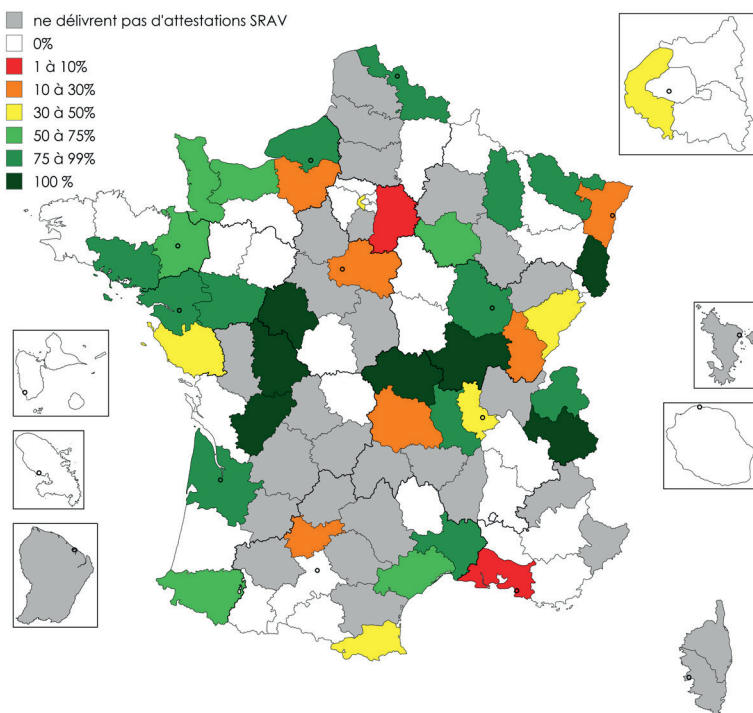 ne délivrent pas d'attestations SRAV
0%
1 à 10%
10 à 30%
30 à 50%
50 à 75%
75 à 99%
100 %